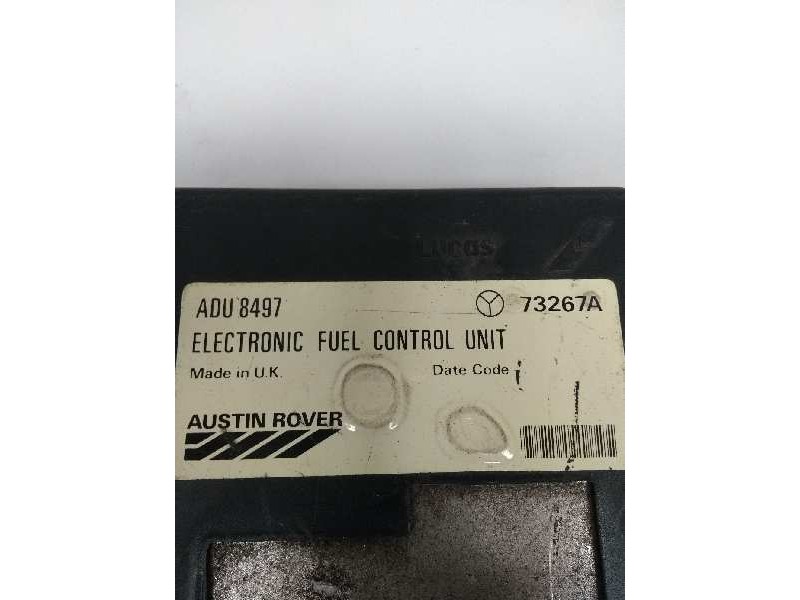 Lucas
ADU 8497 73267A
ELECTRONIC FUEL CONTROL UNIT
Made in U.K. Date Code
AUSTIN ROVER